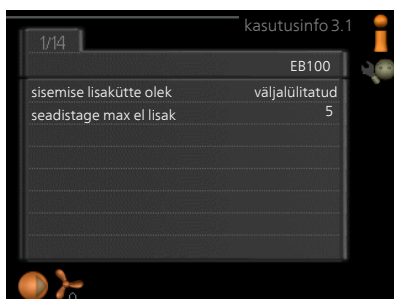 kasutusinfo 3.1
1/14
EB100
sisemise lisakütte olek väljalülitatud
seadistage max el lisak 5
0